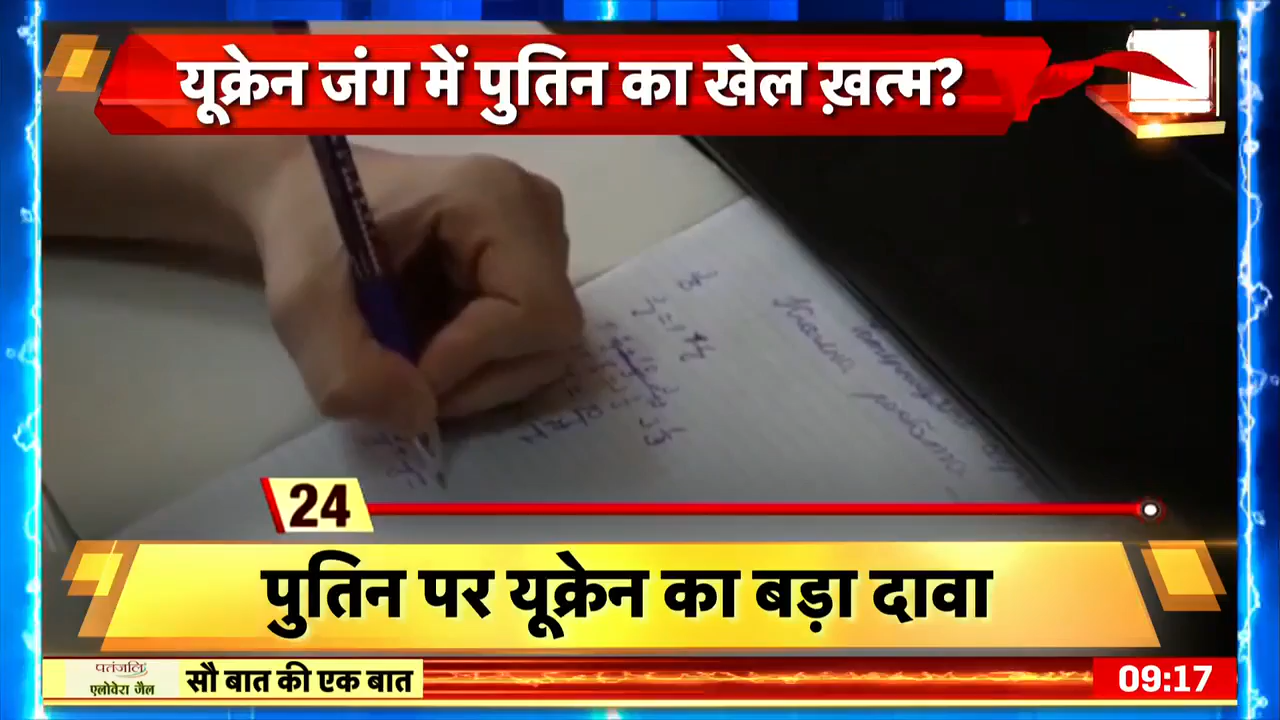 यूक्रेन जंग में पुतिन का खेल ख़त्म?
24
पुतिन पर यूक्रेन का बड़ा दावा
पतंजलि
एलोवेरा जैल
सौ बात की एक बात
09:17